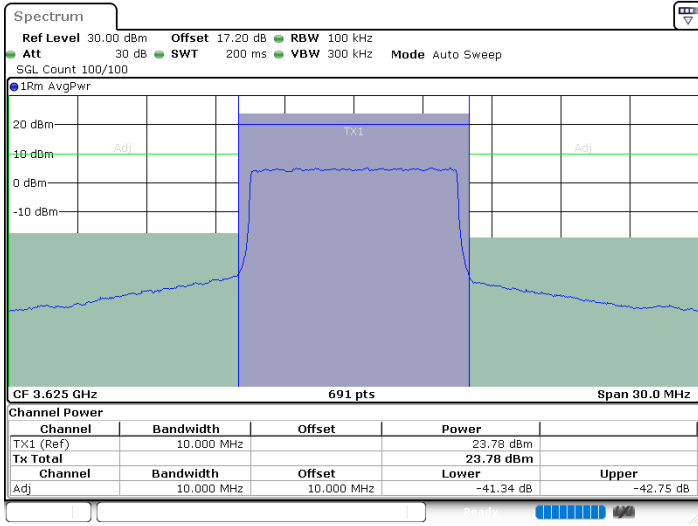 Spectrum
Ref Level 30.00 dBm Offset 17.20 dB RBW 100 kHz
Att 30 dB SWT 200 ms VBW 300 kHz Mode Auto Sweep
SGL Count 100/100
1Rm AvgPwr
20 dBm
TX1
Adj
Adj
10 dBm
0 dBm
-10 dBm
CF 3.625 GHz 691 pts Span 30.0 MHz
Channel Power
Channel Bandwidth Offset Power
TX1 (Ref) 10.000 MHz 23.78 dBm
Tx Total 23.78 dBm
Channel Bandwidth Offset Lower Upper
Adj 10.000 MHz 10.000 MHz -41.34 dB -42.75 dB
Ready